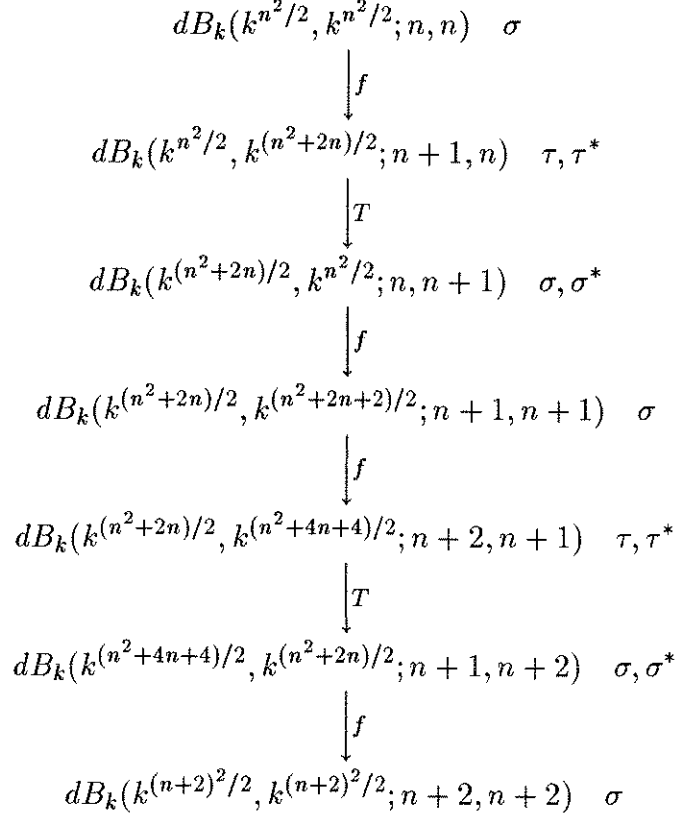 dB_k(k^{n^2/2}, k^{n^2/2}; n, n) σ
f
dB_k(k^{n^2/2}, k^{(n^2+2n)/2}; n + 1, n) τ, τ*
T
dB_k(k^{(n^2+2n)/2}, k^{n^2/2}; n, n + 1) σ, σ*
f
dB_k(k^{(n^2+2n)/2}, k^{(n^2+2n+2)/2}; n + 1, n + 1) σ
f
dB_k(k^{(n^2+2n)/2}, k^{(n^2+4n+4)/2}; n + 2, n + 1) τ, τ*
T
dB_k(k^{(n^2+4n+4)/2}, k^{(n^2+2n)/2}; n + 1, n + 2) σ, σ*
f
dB_k(k^{(n+2)^2/2}, k^{(n+2)^2/2}; n + 2, n + 2) σ